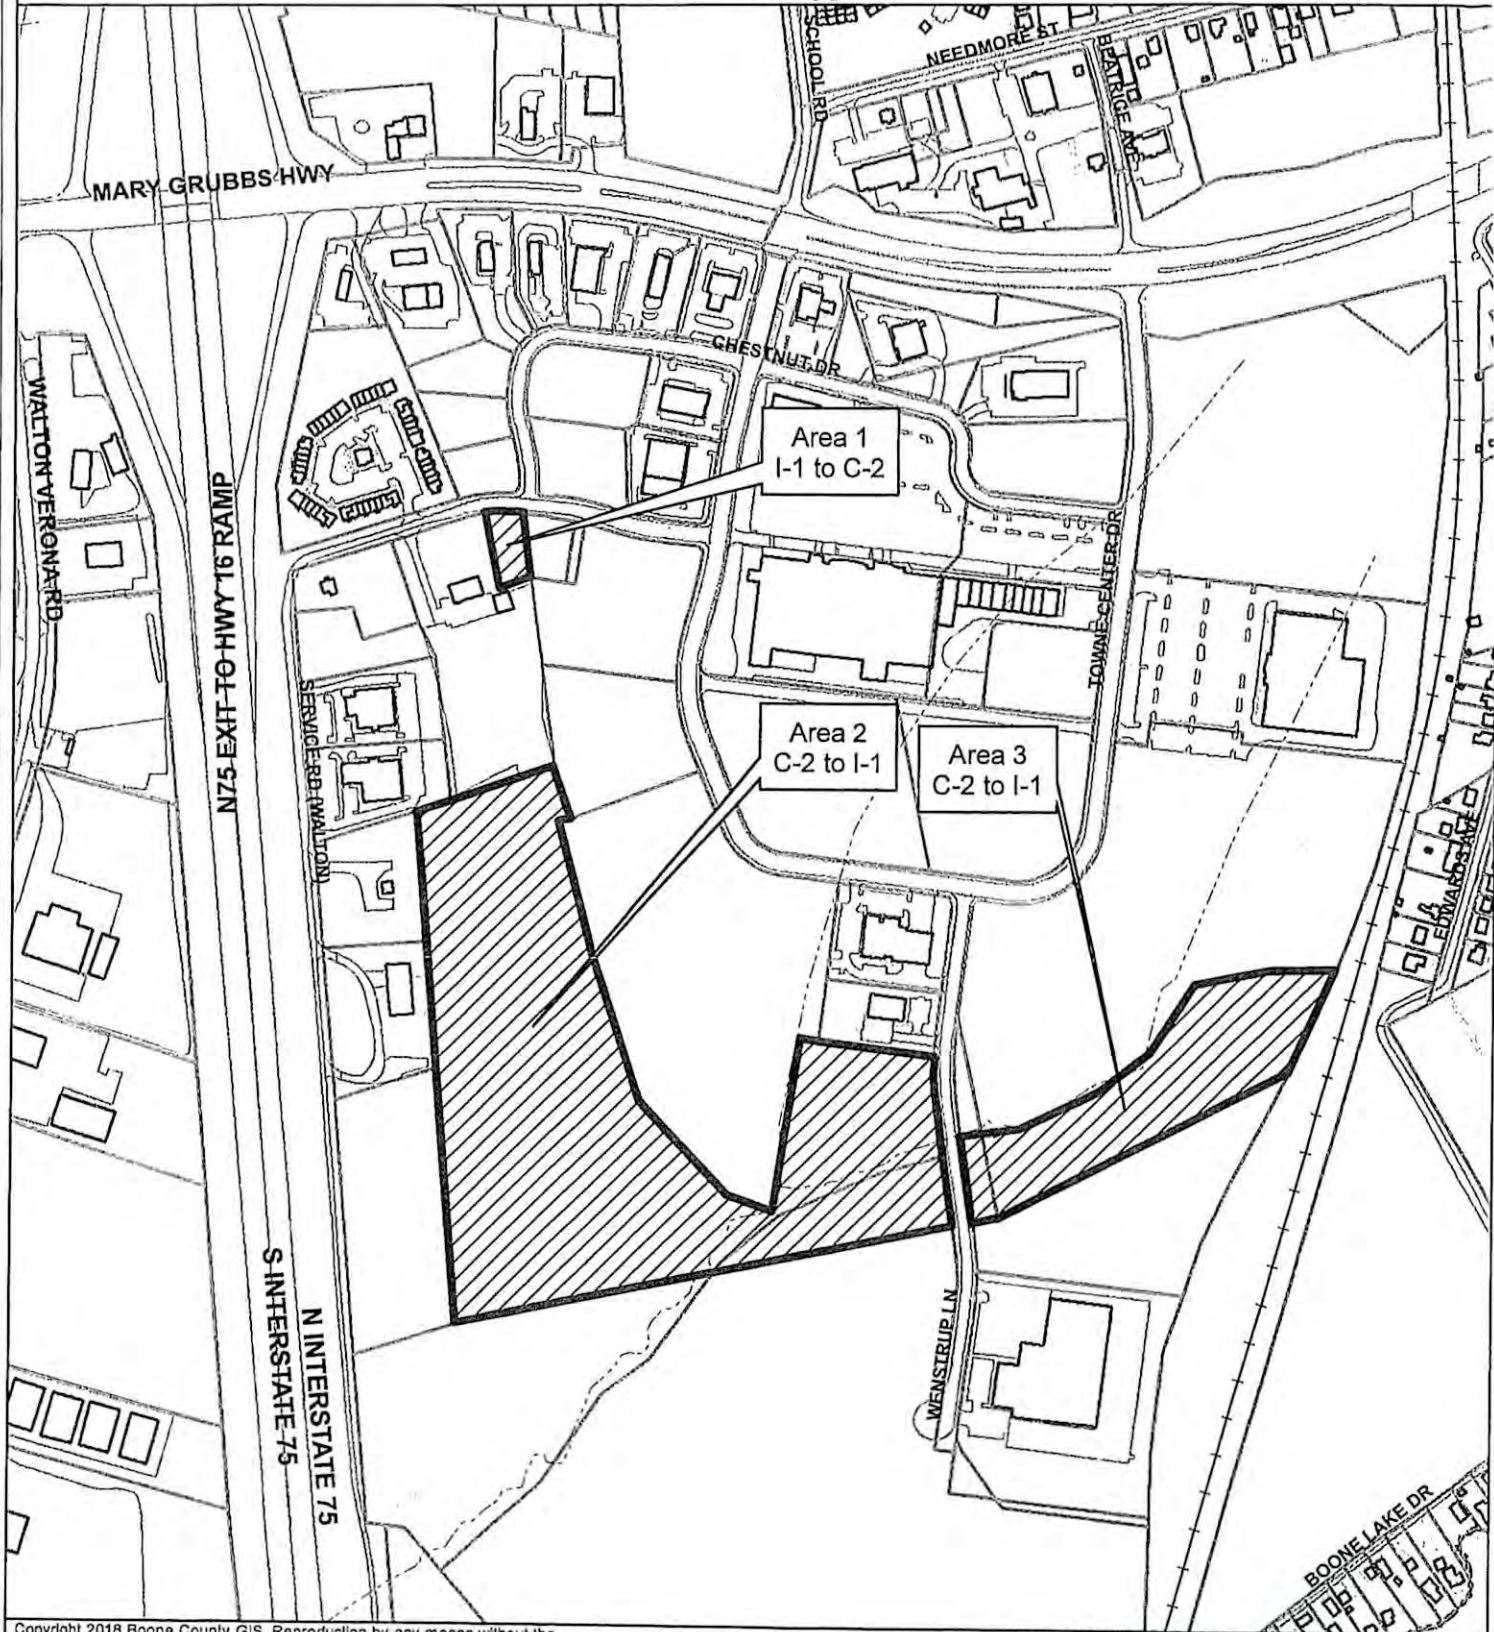 SCHOOL RD
NEEDMORE ST
BEATRICE AVE
MARY GRUBBS HWY
CHESTNUT DR
WALTON VERONA RD
Area 1
I-1 to C-2
N75 EXIT TO HWY 16 RAMP
TOWNE CENTER DR
SERVICE RD (WALTON)
Area 2
C-2 to I-1
Area 3
C-2 to I-1
EDWARDS AVE
S INTERSTATE 75
N INTERSTATE 75
WENSTRUP LN
BOONE LAKE DR
Copyright 2018 Boone County GIS. Reproduction by any means without the